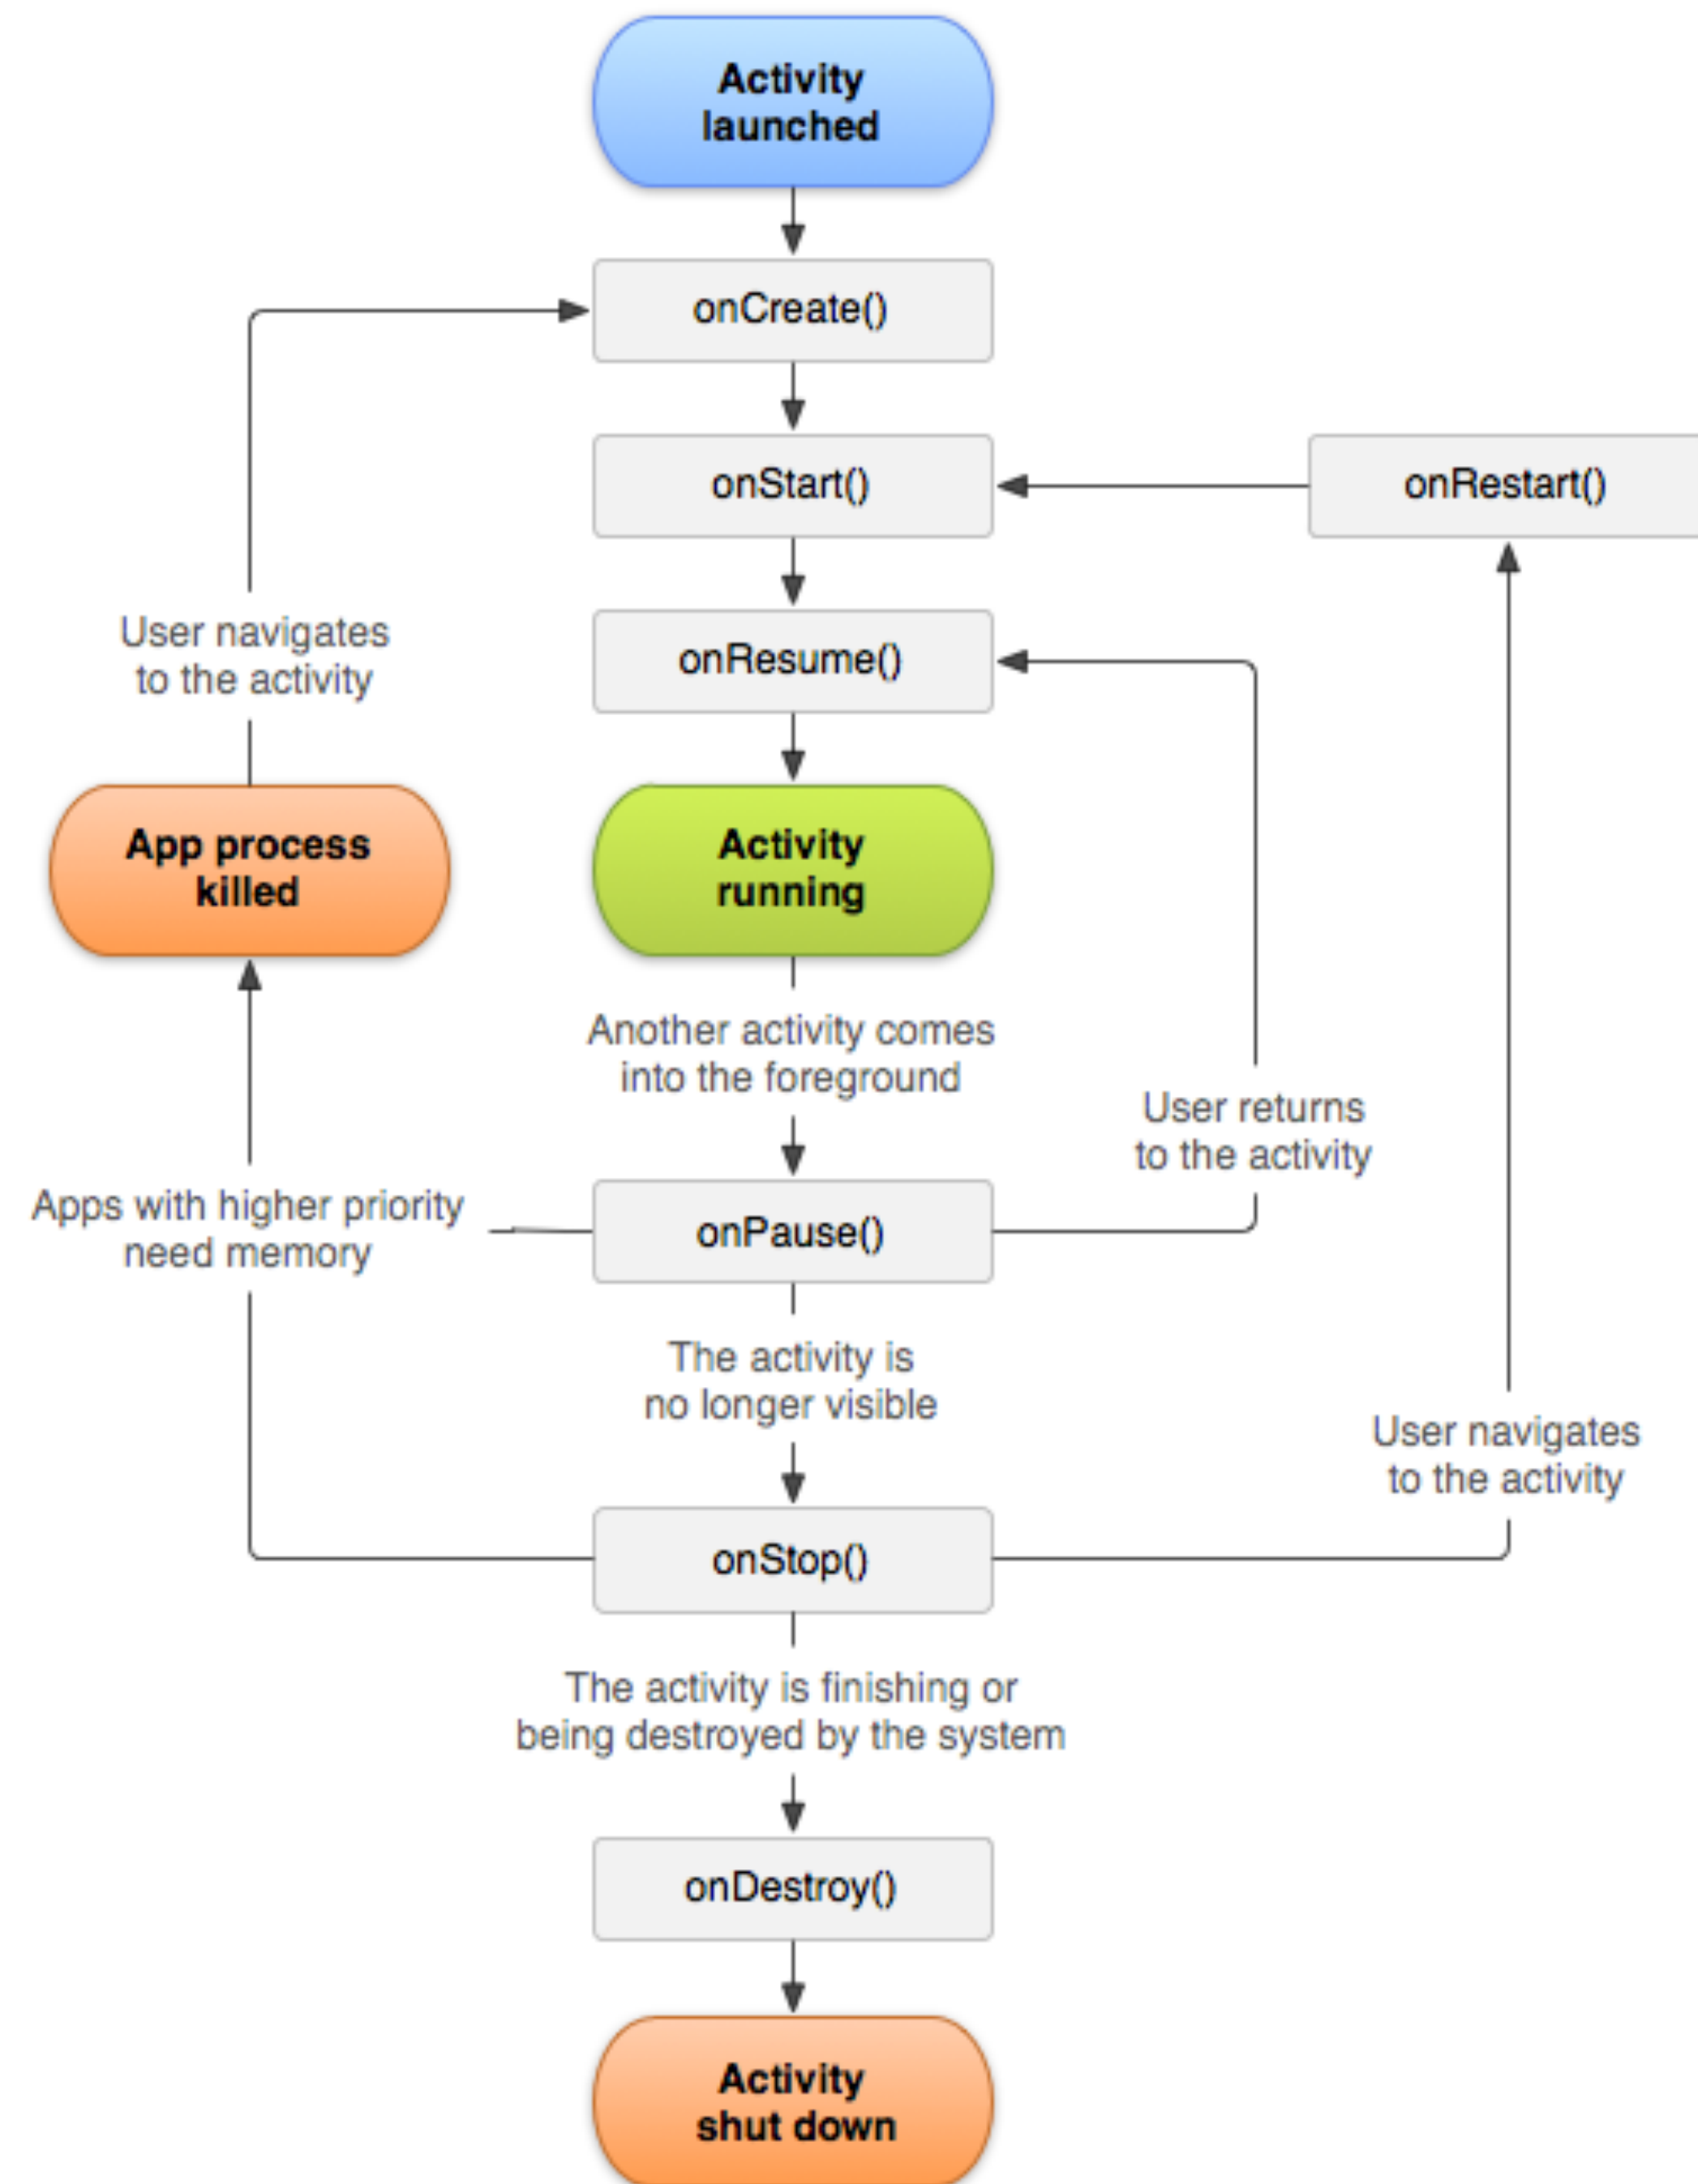 Activity
launched
onCreate()
onStart()
onRestart()
User navigates
to the activity
onResume()
App process
killed
Activity
running
Another activity comes
into the foreground
User returns
to the activity
Apps with higher priority
need memory
onPause()
The activity is
no longer visible
User navigates
to the activity
onStop()
The activity is finishing or
being destroyed by the system
onDestroy()
Activity
shut down